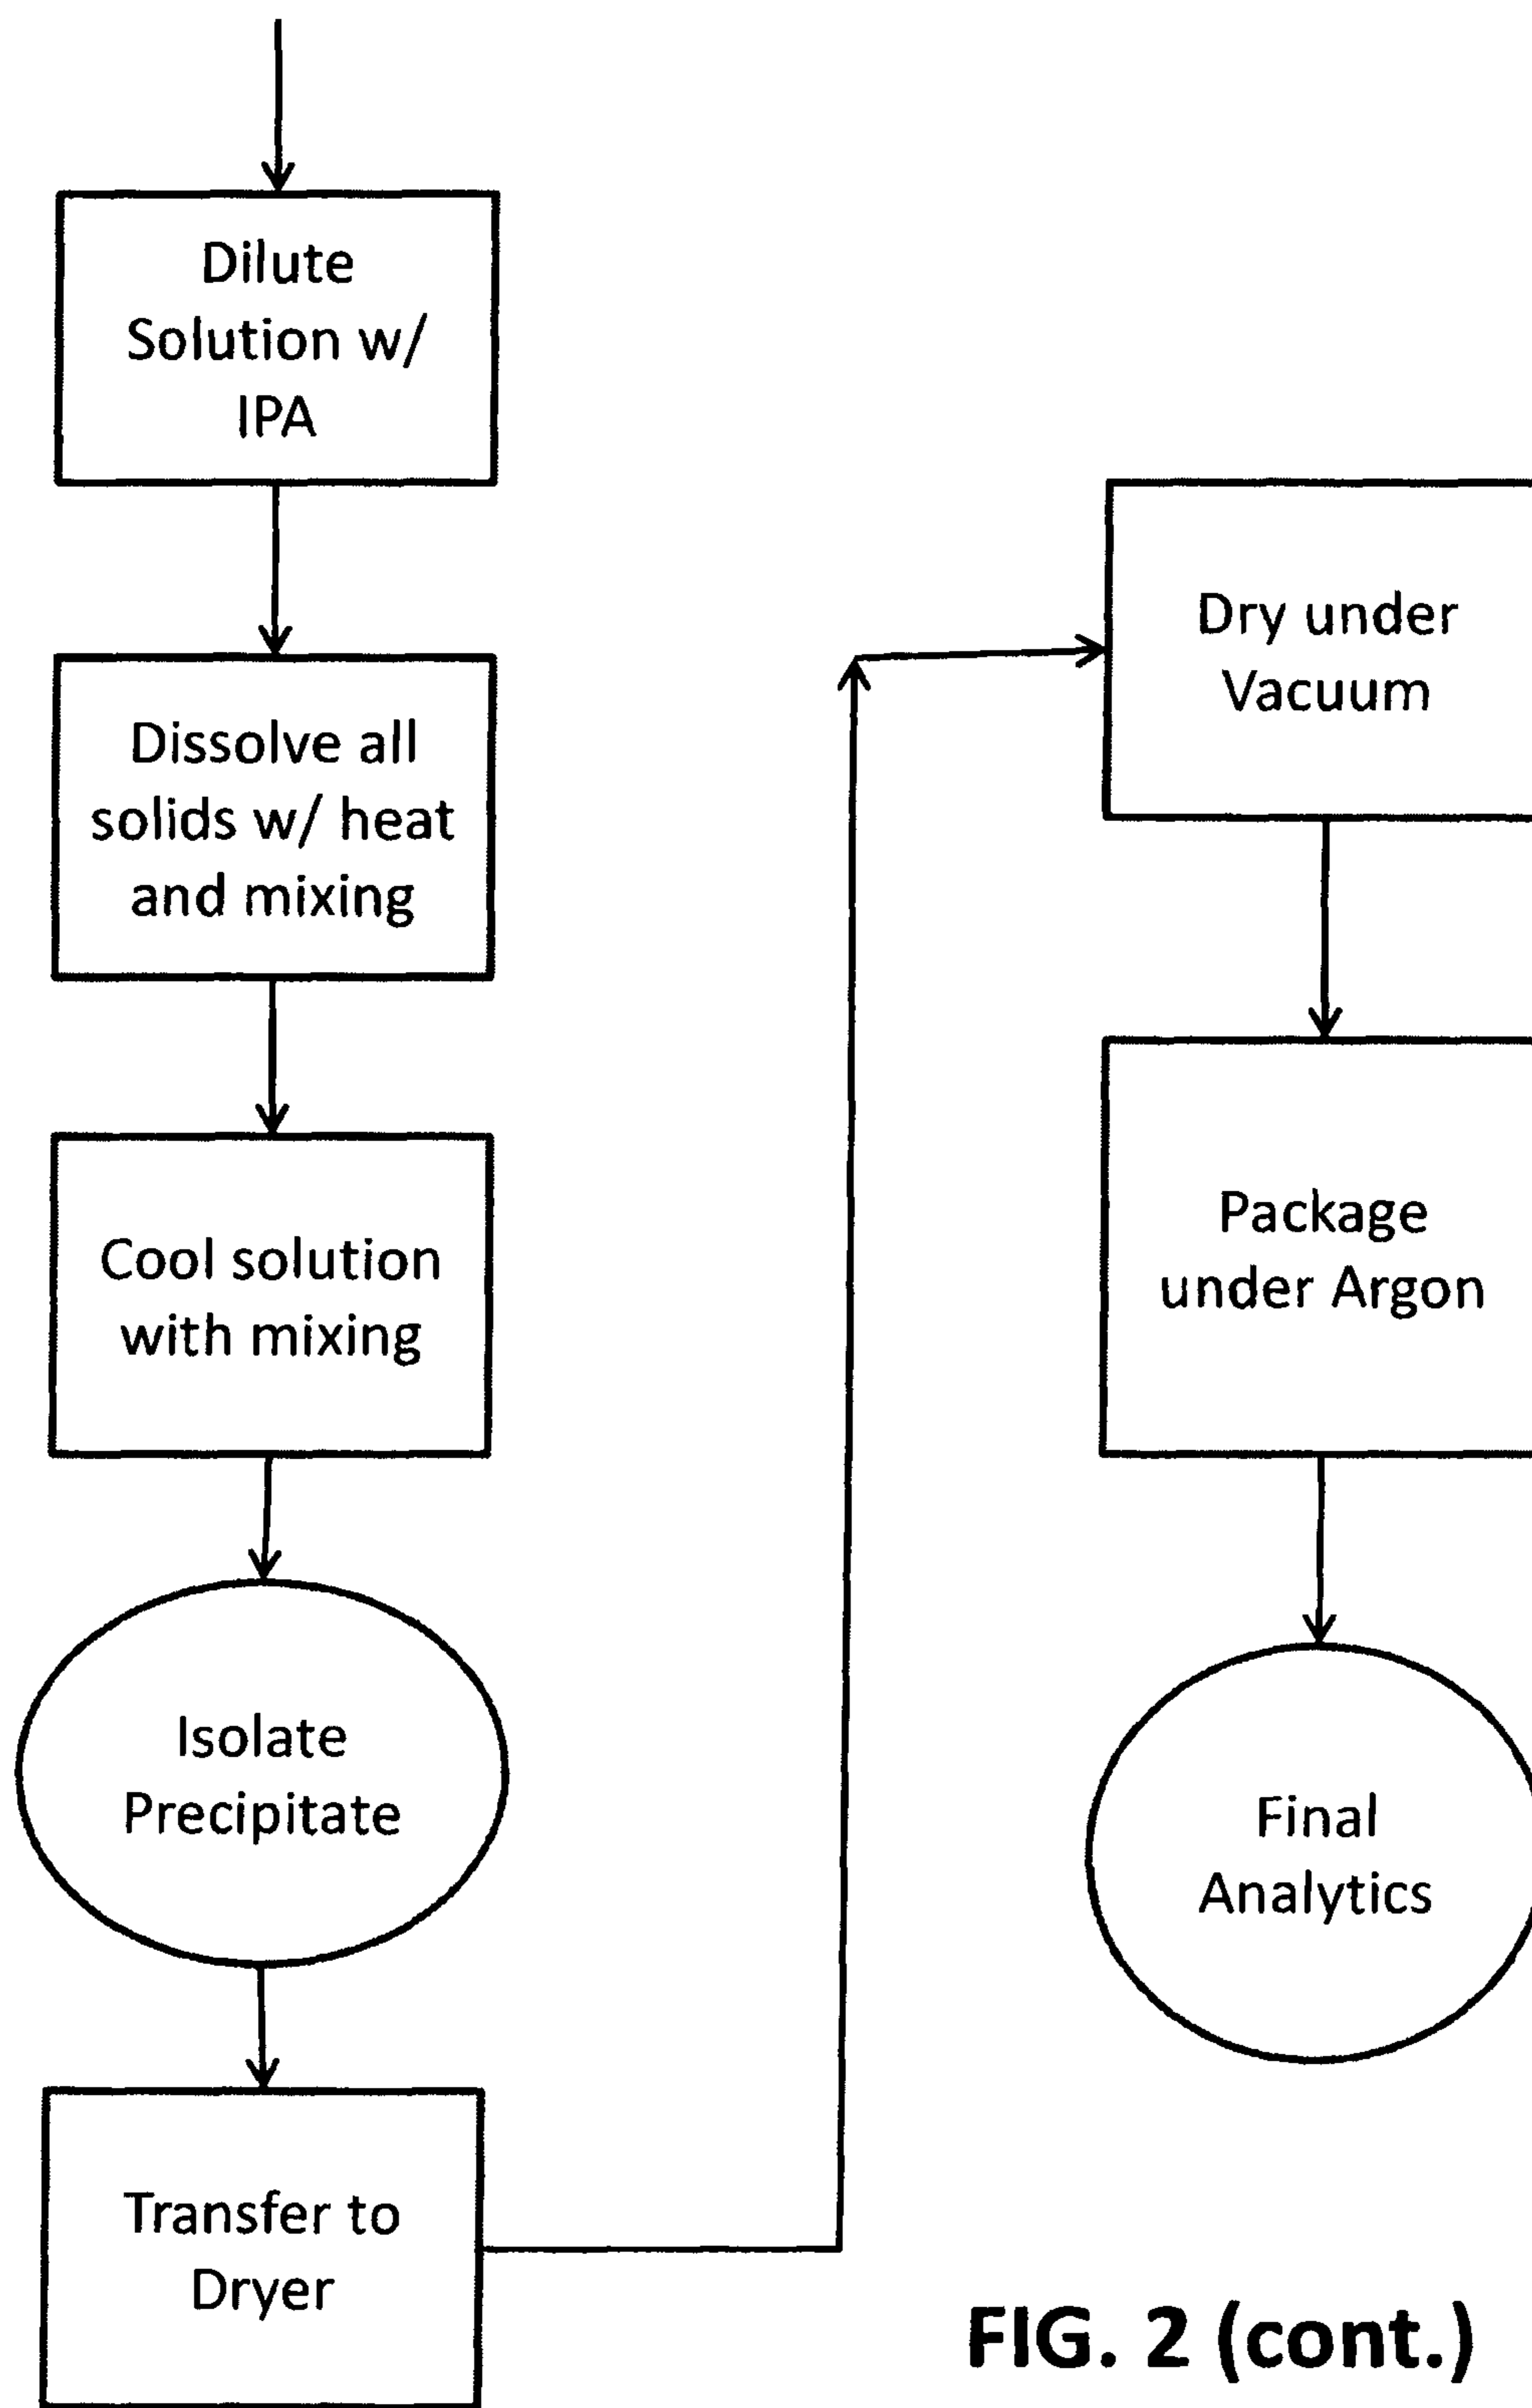 Dilute
Solution w/
IPA
Dissolve all
solids w/ heat
and mixing
Cool solution
with mixing
Isolate
Precipitate
Transfer to
Dryer
Dry under
Vacuum
Package
under Argon
Final
Analytics
FIG. 2 (cont.)